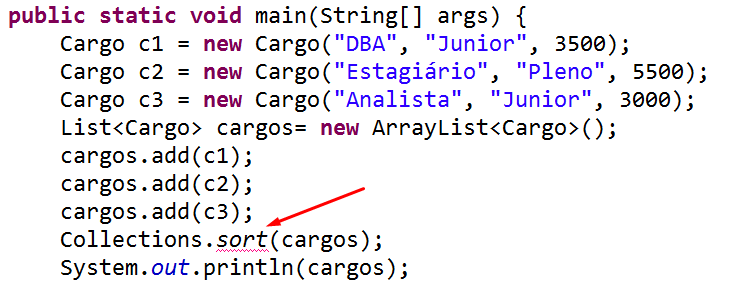 public static void main(String[] args) {
Cargo c1 = new Cargo("DBA", "Junior", 3500);
Cargo c2 = new Cargo("Estagiário", "Pleno", 5500);
Cargo c3 = new Cargo("Analista", "Junior", 3000);
List<Cargo> cargos= new ArrayList<Cargo>();
cargos.add(c1);
cargos.add(c2);
cargos.add(c3);
Collections.sort(cargos);
System.out.println(cargos);